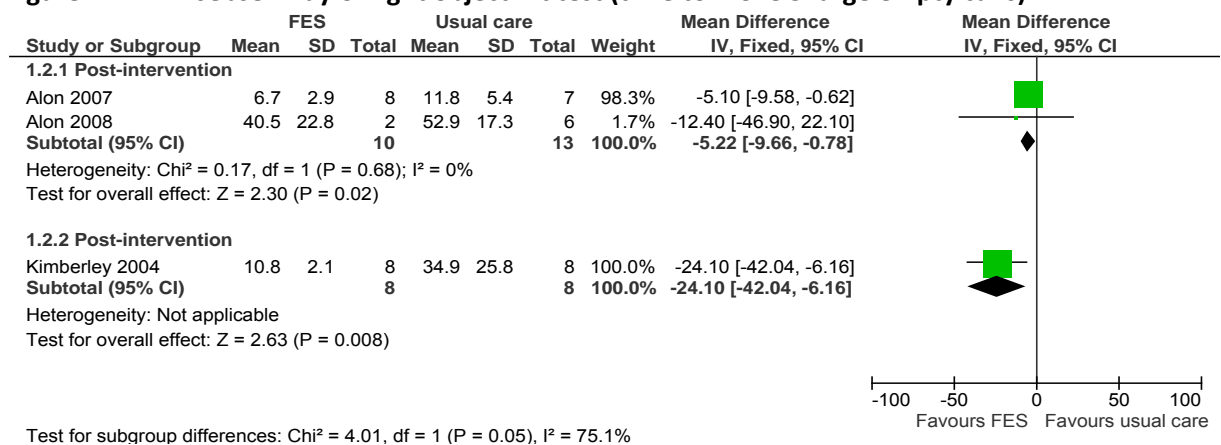 FES Usual care Mean Difference Mean Difference
Study or Subgroup Mean SD Total Mean SD Total Weight IV, Fixed, 95% CI IV, Fixed, 95% CI
1.2.1 Post-intervention
Alon 2007 6.7 2.9 8 11.8 5.4 7 98.3% -5.10 [-9.58, -0.62]
Alon 2008 40.5 22.8 2 52.9 17.3 6 1.7% -12.40 [-46.90, 22.10]
Subtotal (95% CI) 10 13 100.0% -5.22 [-9.66, -0.78]
Heterogeneity: Chi² = 0.17, df = 1 (P = 0.68); I² = 0%
Test for overall effect: Z = 2.30 (P = 0.02)
1.2.2 Post-intervention
Kimberley 2004 10.8 2.1 8 34.9 25.8 8 100.0% -24.10 [-42.04, -6.16]
Subtotal (95% CI) 8 8 100.0% -24.10 [-42.04, -6.16]
Heterogeneity: Not applicable
Test for overall effect: Z = 2.63 (P = 0.008)
-100 -50 0 50 100
Favours FES Favours usual care
Test for subgroup differences: Chi² = 4.01, df = 1 (P = 0.05), I² = 75.1%